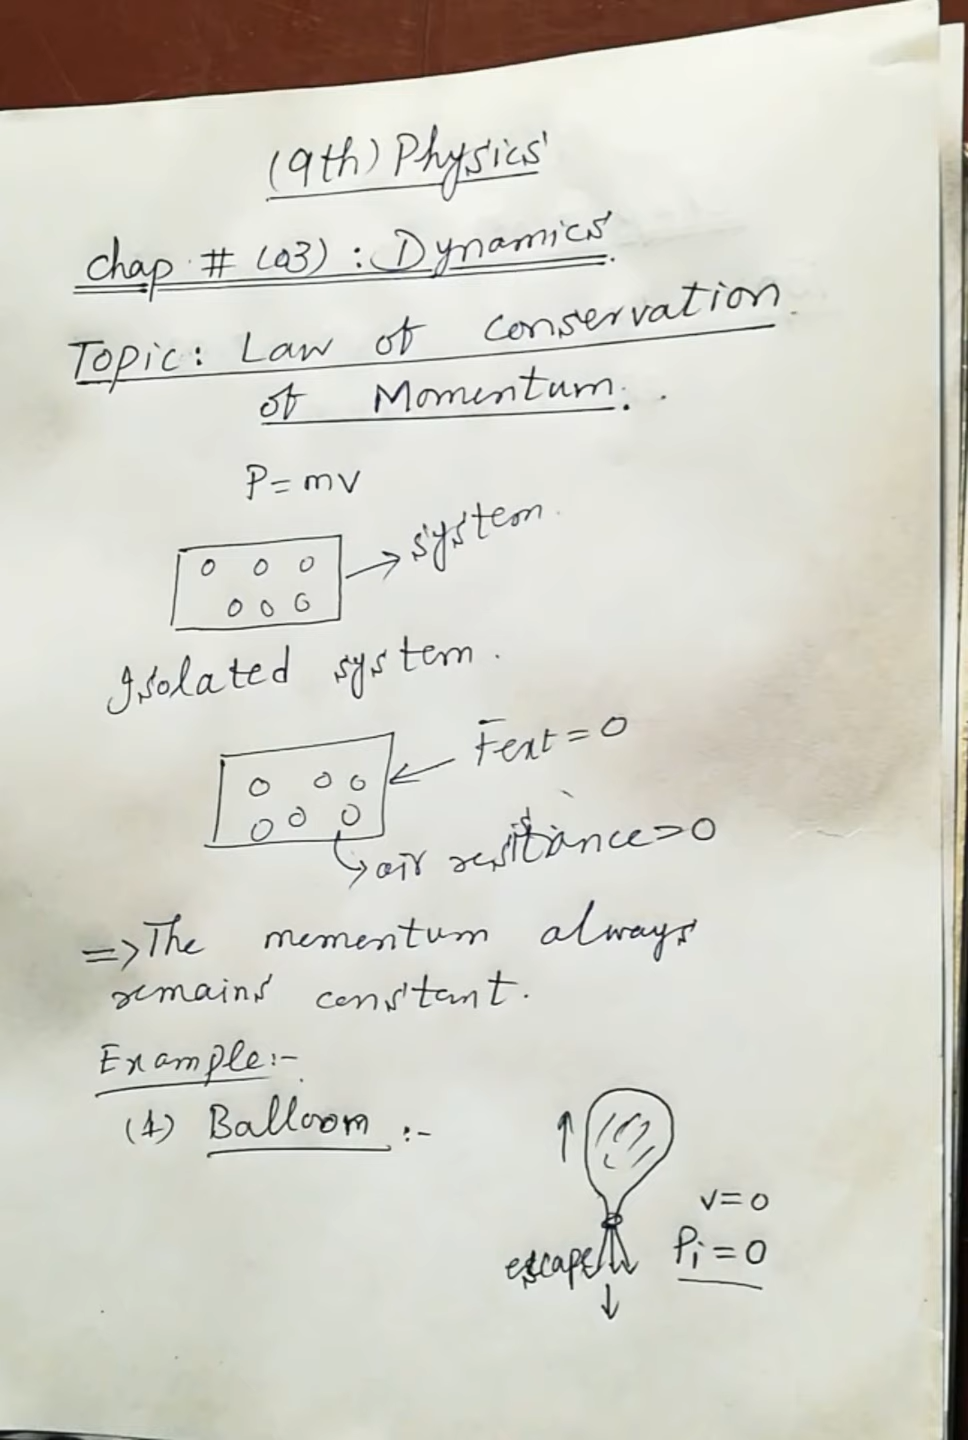 (9th) Physics
Chap # (03) : Dynamics.
Topic: Law of Conservation
of Momentum.
P = mv
system.
Isolated system.
Fext = 0
air resistance = 0
=> The momentum always
remains constant.
Example:-
(1) Balloon :-
v = 0
escape
Pi = 0